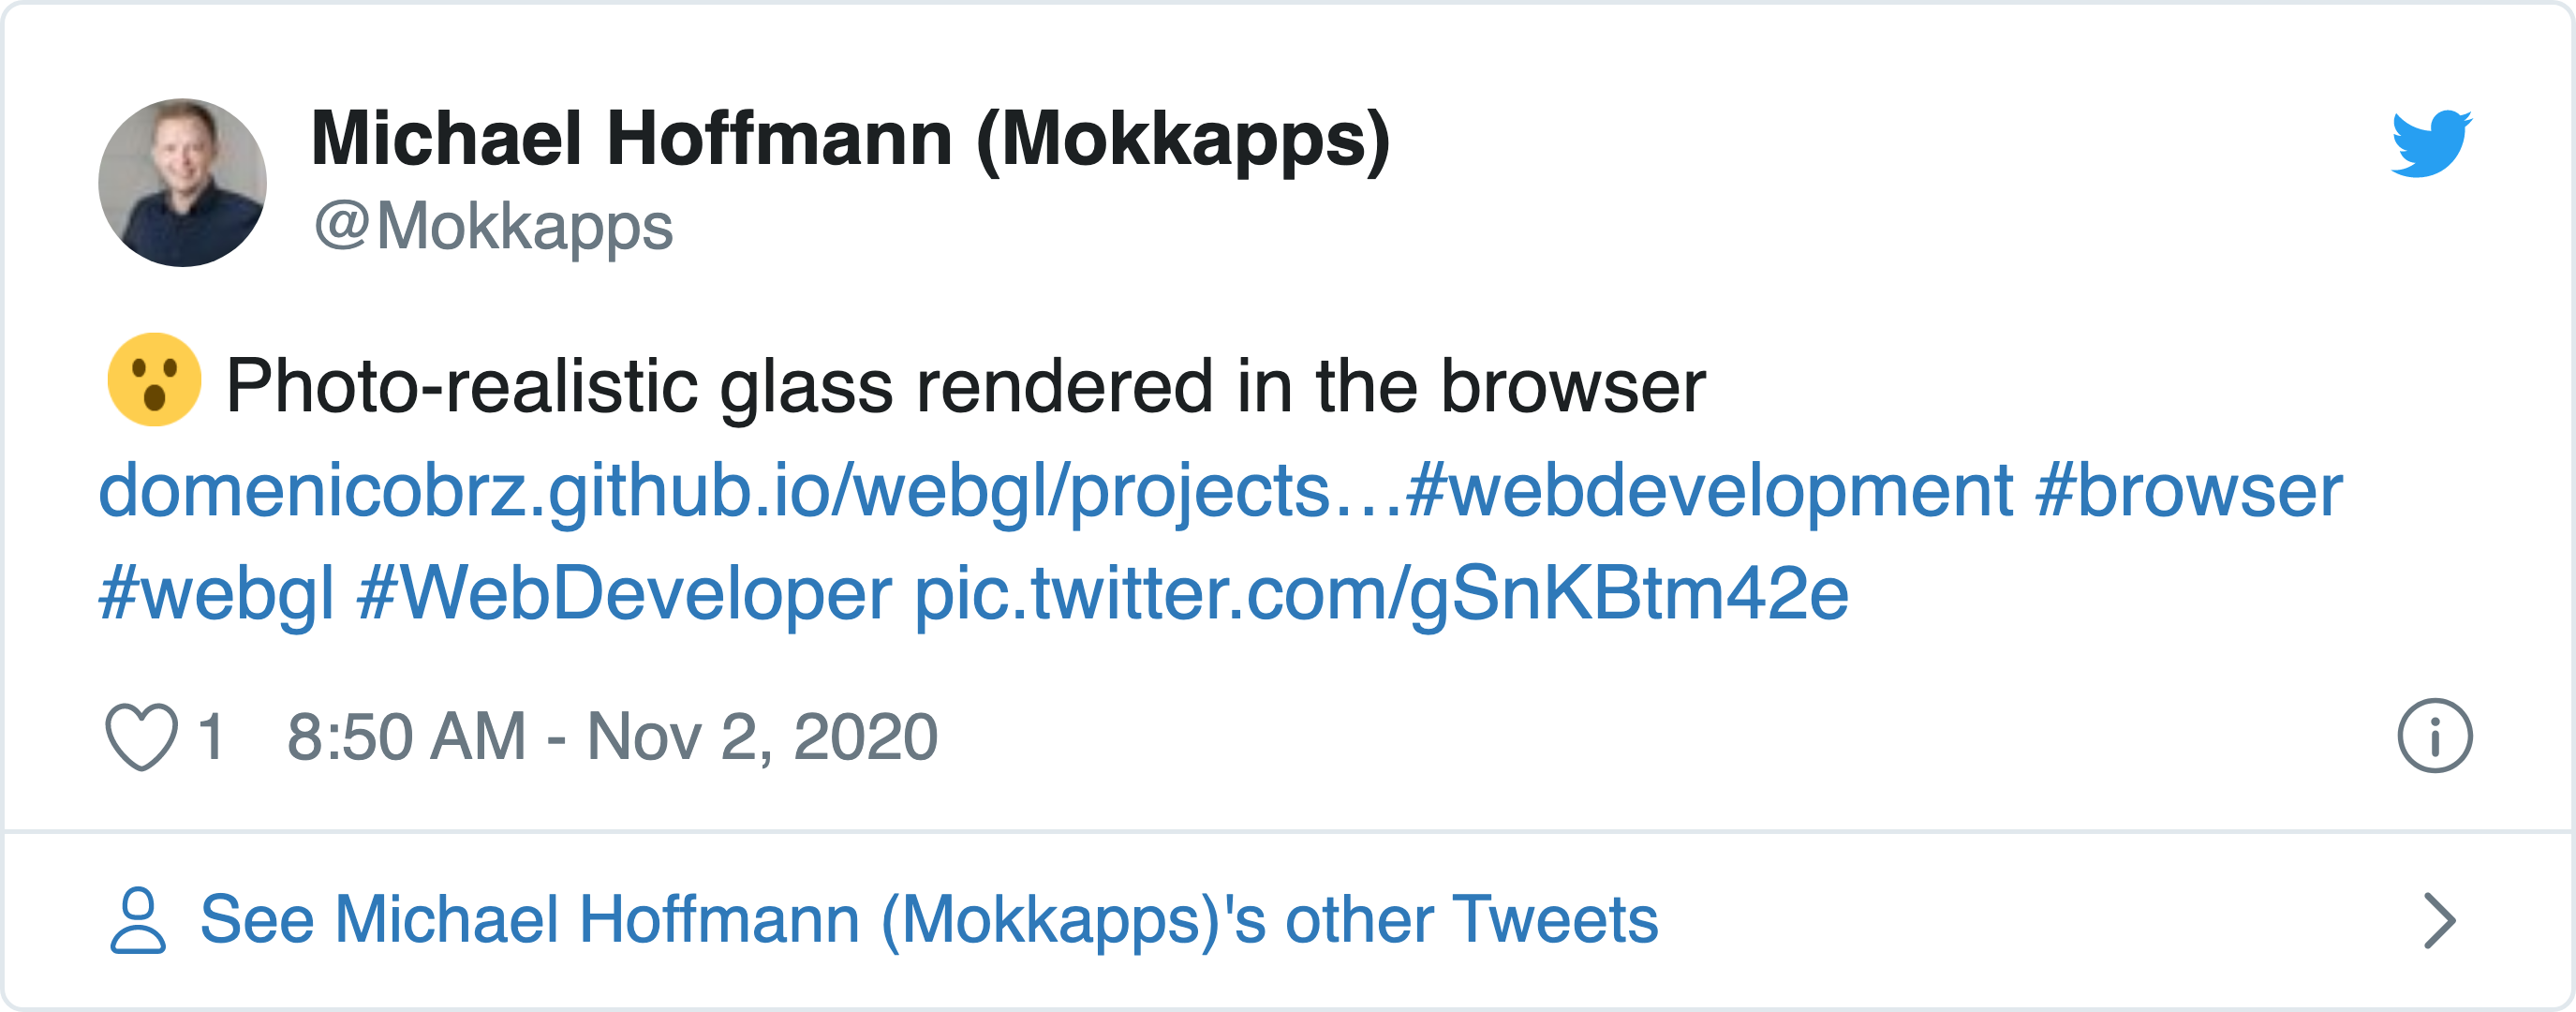 Michael Hoffmann (Mokkapps)
@Mokkapps
😮 Photo-realistic glass rendered in the browser
domenicobrz.github.io/webgl/projects…#webdevelopment #browser
#webgl #WebDeveloper pic.twitter.com/gSnKBtm42e
1 8:50 AM - Nov 2, 2020
See Michael Hoffmann (Mokkapps)'s other Tweets